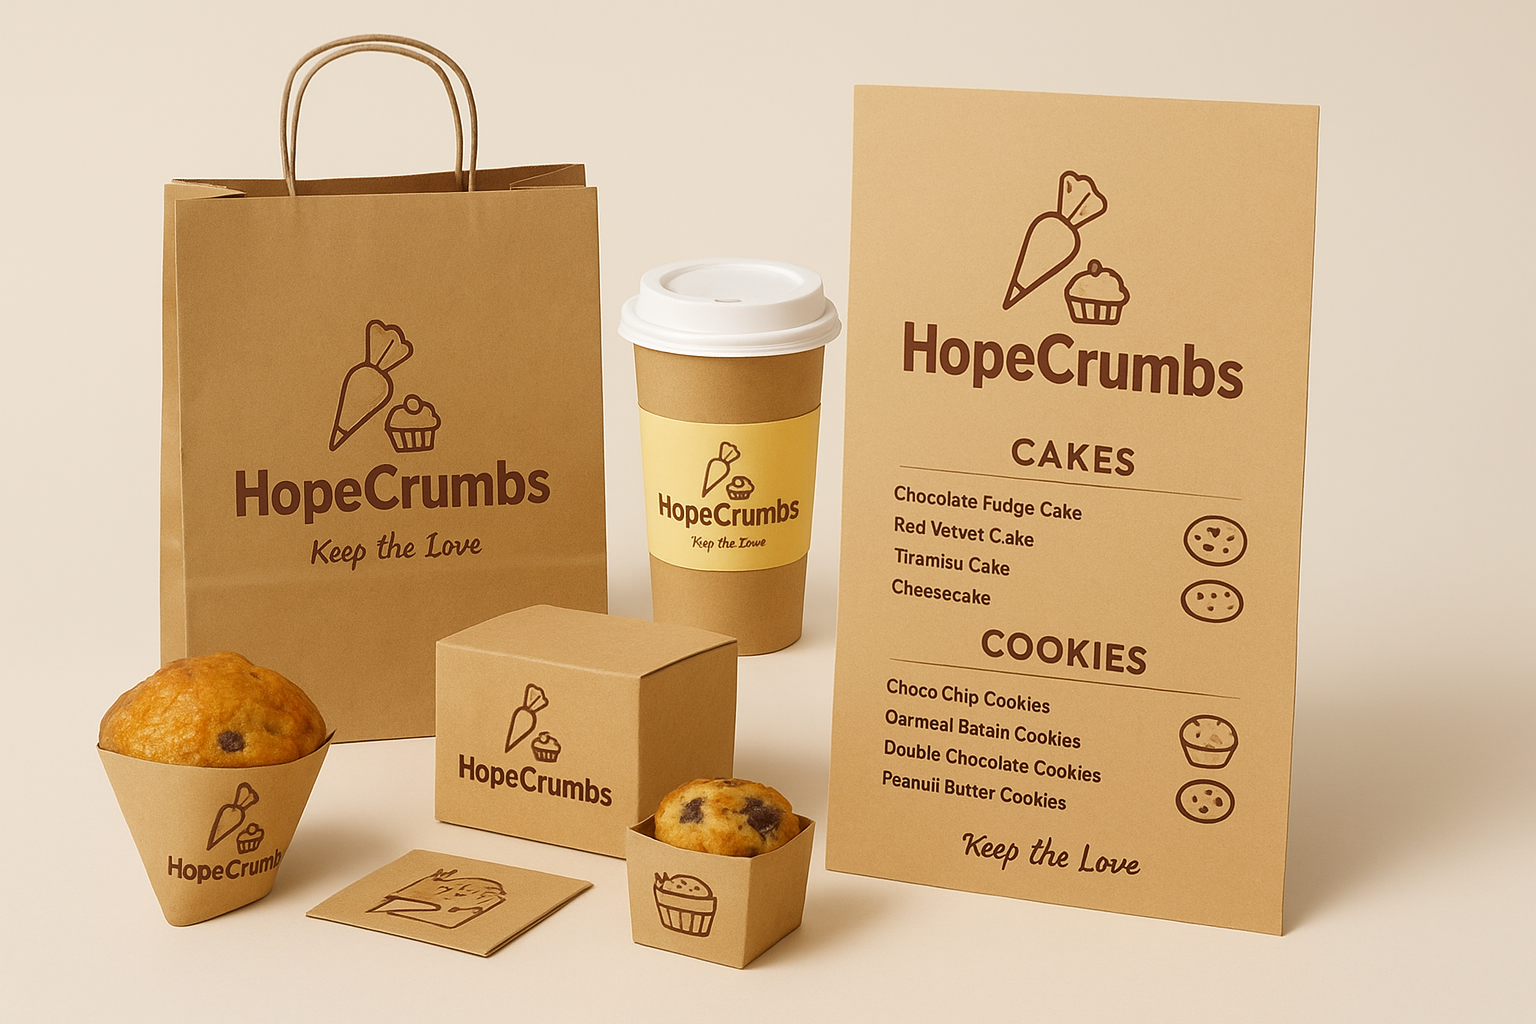 HopeCrumbs
Keep the Love
HopeCrumbs
Keep the Love
HopeCrumbs
CAKES
Chocolate Fudge Cake
Red Vetvet C.ake
Tiramisu Cake
Cheesecake
COOKIES
Choco Chip Cookies
Oarmeal Batain Cookies
Double Chocolate Cookies
Peanuii Butter Cookies
Keep the Love
HopeCrumbs
HopeCrumb